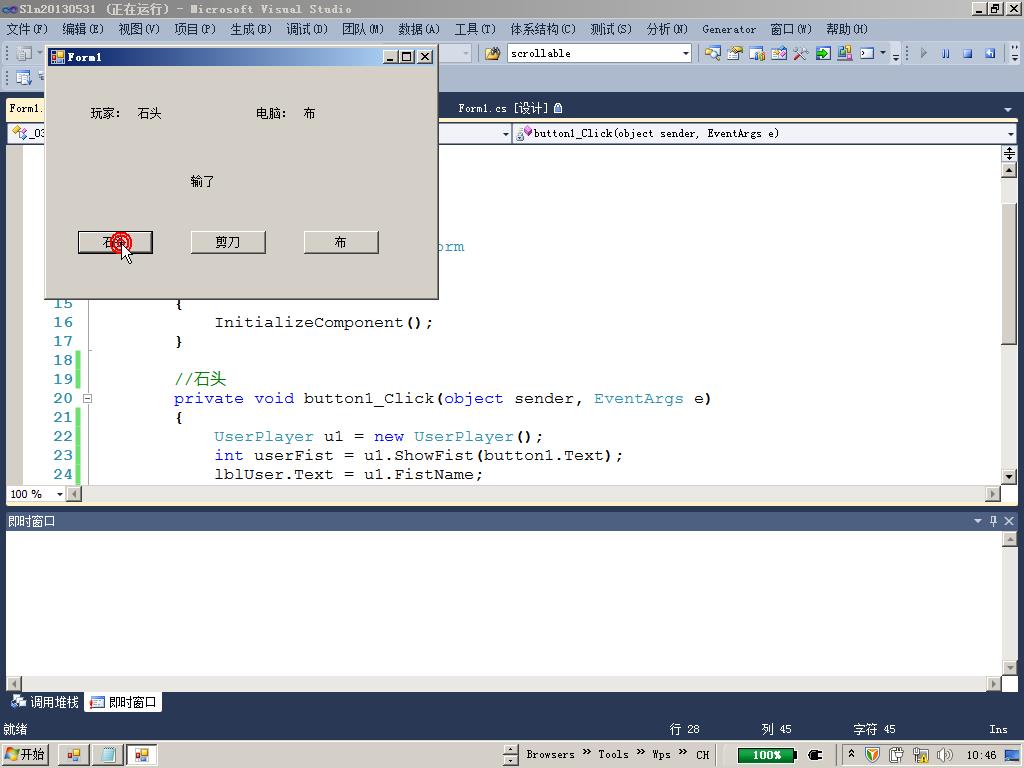 Sln20130531 (正在运行) - Microsoft Visual Studio
文件(F) 编辑(E) 视图(V) 项目(P) 生成(B) 调试(D) 团队(M) 数据(A) 工具(T) 体系结构(C) 测试(S) 分析(N) Generator 窗口(W) 帮助(H)
scrollable
Form1
玩家： 石头 电脑： 布
输了
剪刀 布
Form1. Form1.cs [设计]
_03 button1_Click(object sender, EventArgs e)
orm
15 {
16 InitializeComponent();
17 }
18
19 //石头
20 private void button1_Click(object sender, EventArgs e)
21 {
22 UserPlayer u1 = new UserPlayer();
23 int userFist = u1.ShowFist(button1.Text);
24 lblUser.Text = u1.FistName;
100 %
即时窗口
调用堆栈 即时窗口
就绪 行 28 列 45 字符 45 Ins
开始 Browsers » Tools » Wps » CH 100% 10:46